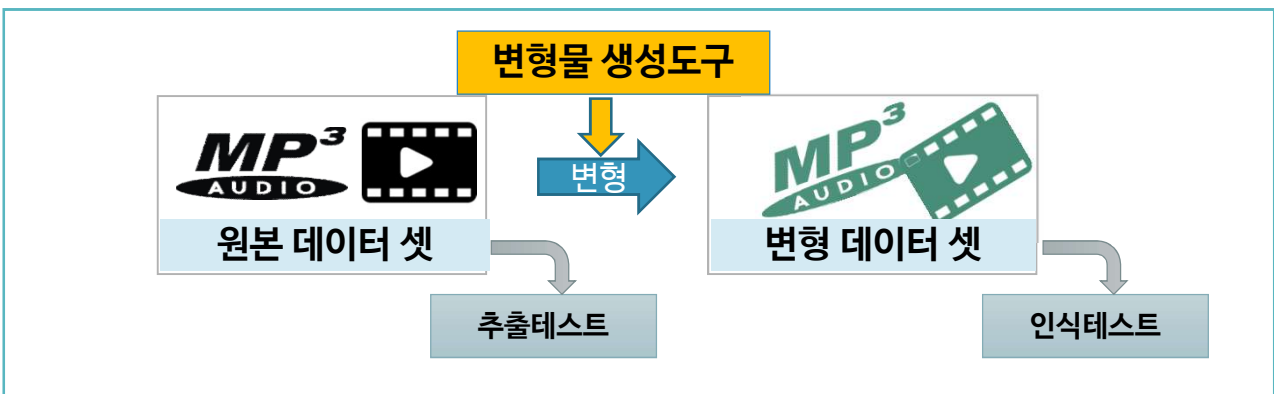 변형물 생성도구
MP3
AUDIO
변형
MP3
AUDIO
원본 데이터 셋
변형 데이터 셋
추출테스트
인식테스트